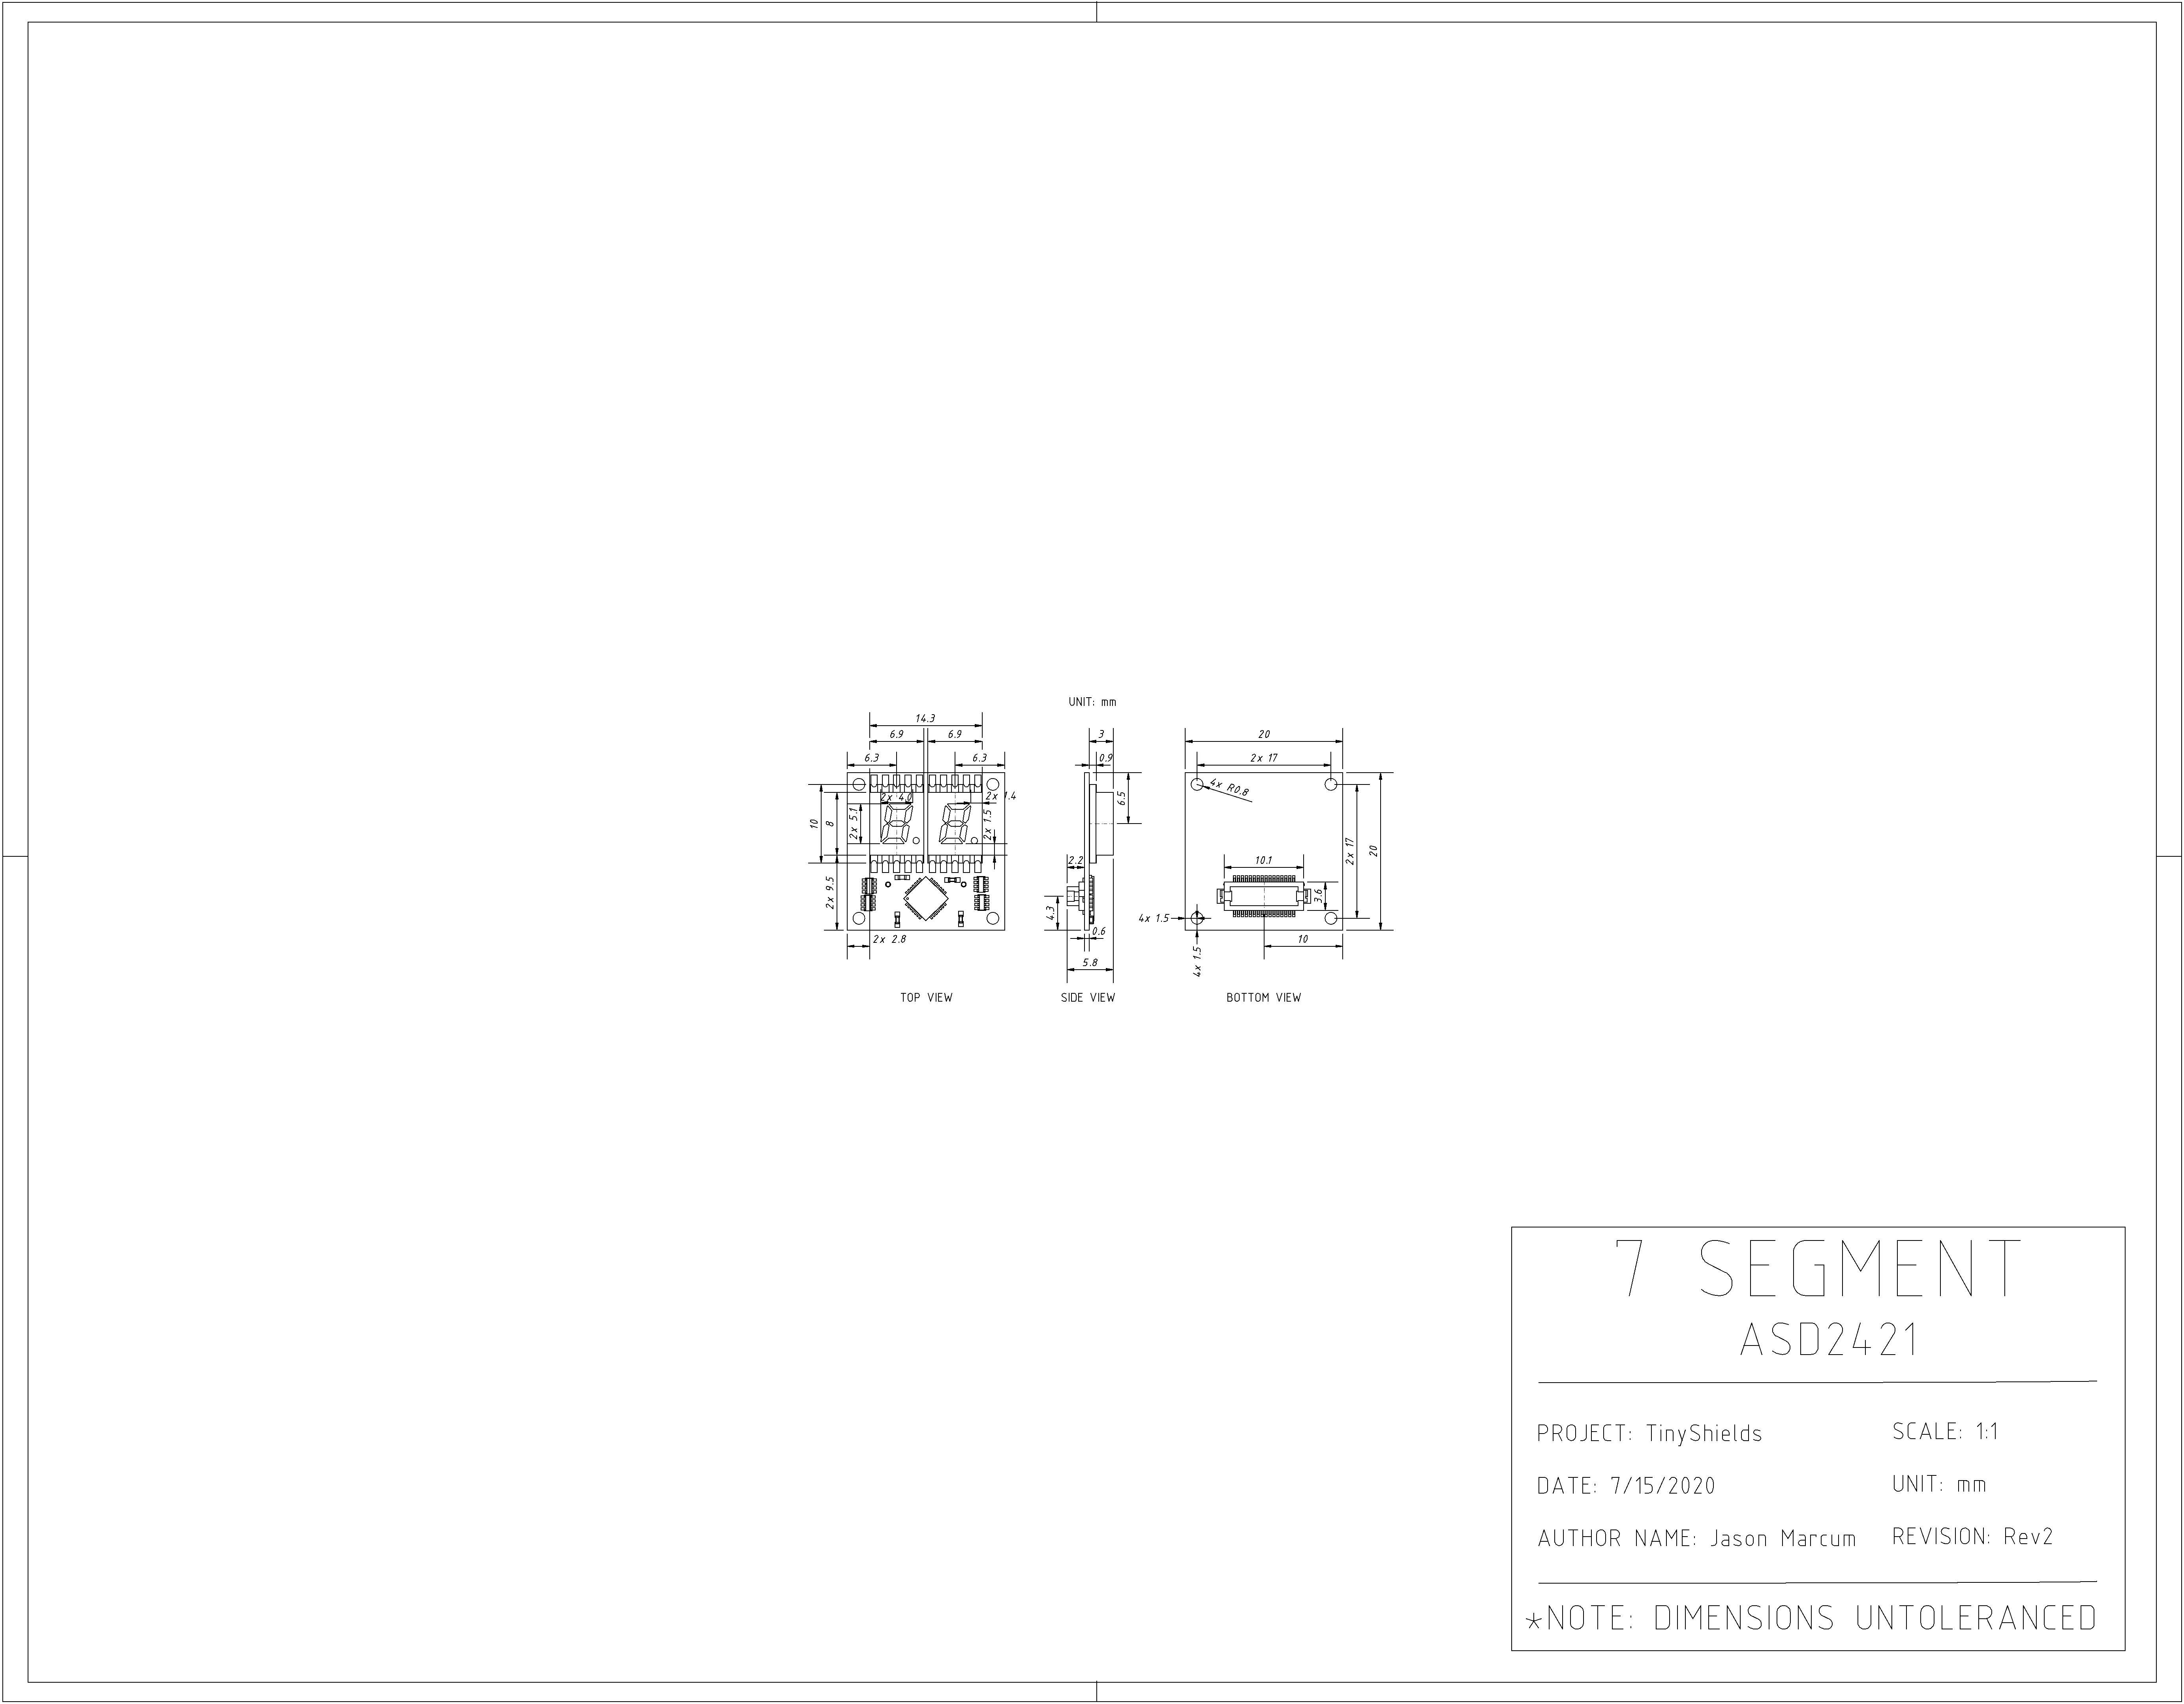 UNIT: mm
14.3
6.9 6.9
6.3 6.3
2x 4.0
2x 1.4
2x 5.1
10
8
2x 1.5
2x 9.5
2x 2.8
TOP VIEW
3
0.9
6.5
2.2
4.3
0.6
5.8
SIDE VIEW
20
2x 17
4x R0.8
2x 17
20
10.1
3.6
4x 1.5
4x 1.5
10
BOTTOM VIEW
7 SEGMENT
ASD2421
PROJECT: TinyShields SCALE: 1:1
DATE: 7/15/2020 UNIT: mm
AUTHOR NAME: Jason Marcum REVISION: Rev2
*NOTE: DIMENSIONS UNTOLERANCED